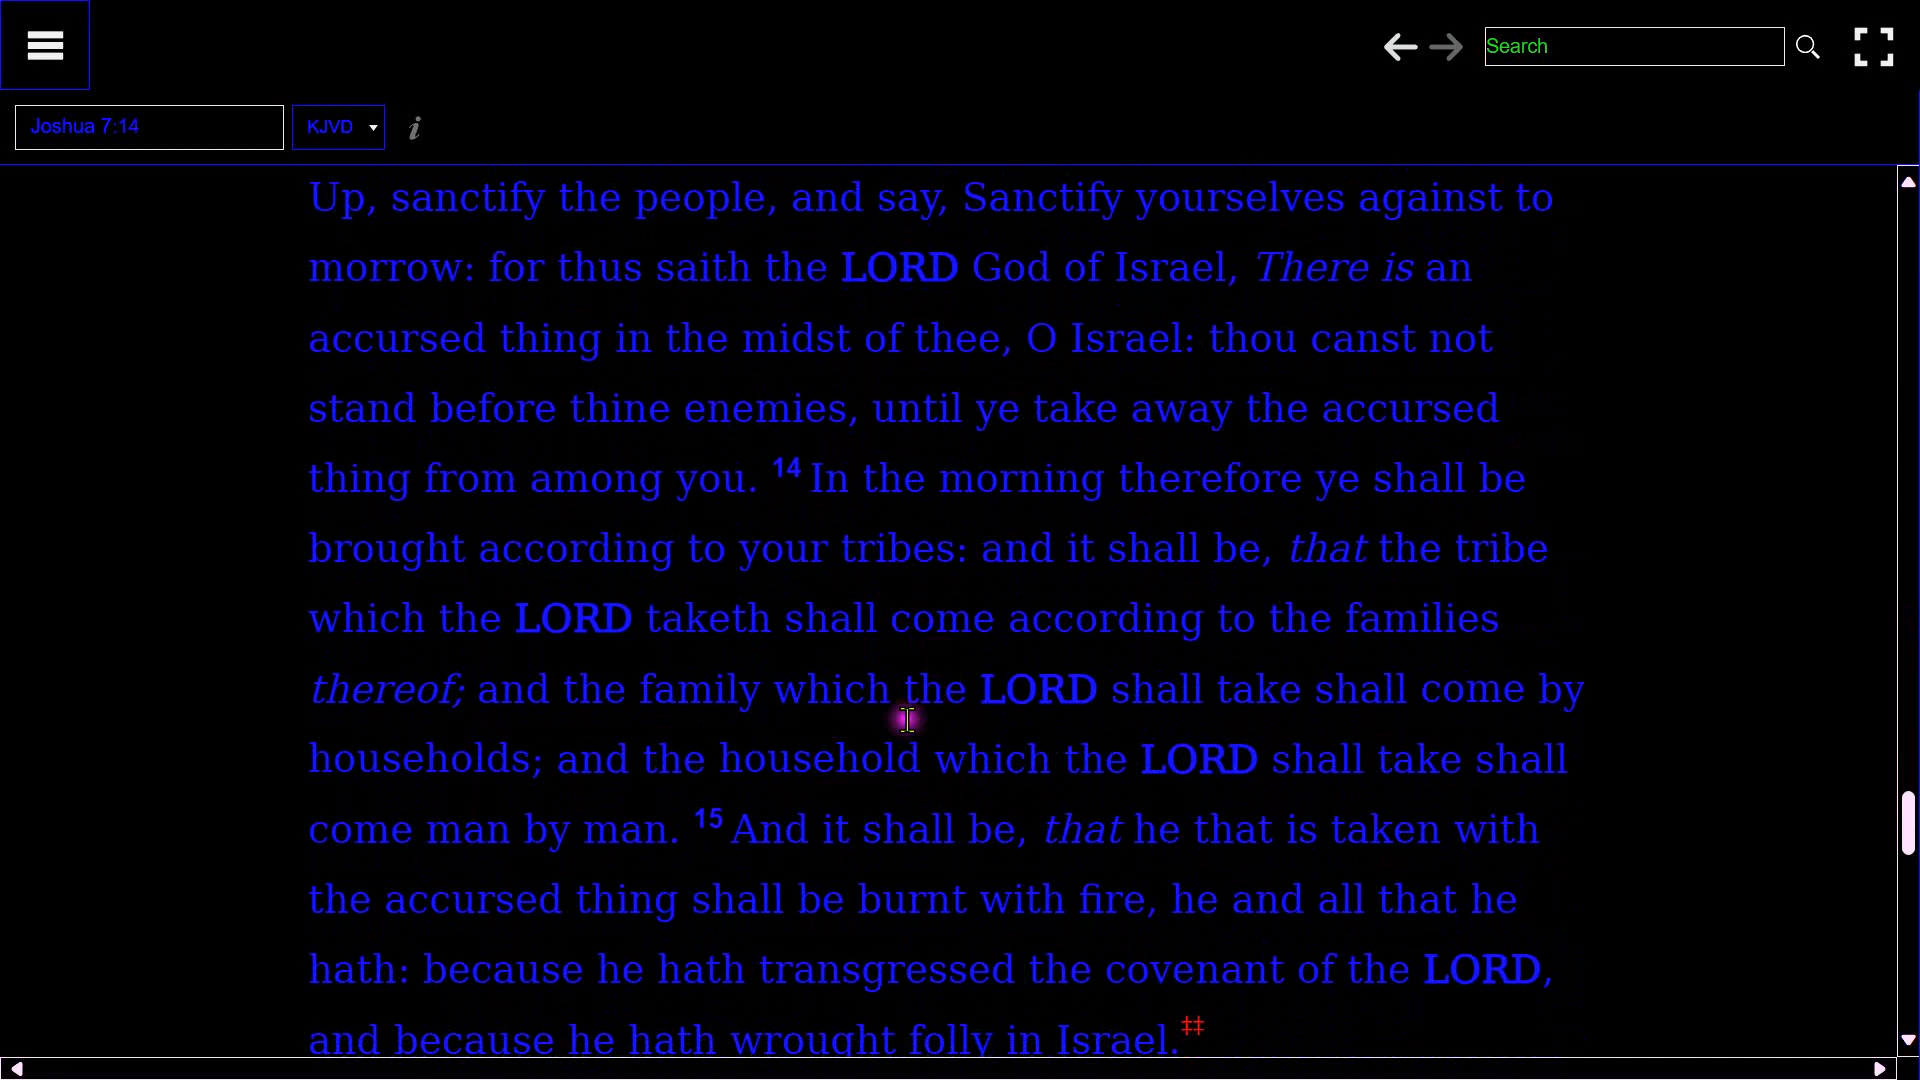 Search
Joshua 7:14
KJVD
i
Up, sanctify the people, and say, Sanctify yourselves against to
morrow: for thus saith the LORD God of Israel, There is an
accursed thing in the midst of thee, O Israel: thou canst not
stand before thine enemies, until ye take away the accursed
thing from among you. 14 In the morning therefore ye shall be
brought according to your tribes: and it shall be, that the tribe
which the LORD taketh shall come according to the families
thereof; and the family which the LORD shall take shall come by
households; and the household which the LORD shall take shall
come man by man. 15 And it shall be, that he that is taken with
the accursed thing shall be burnt with fire, he and all that he
hath: because he hath transgressed the covenant of the LORD,
and because he hath wrought folly in Israel.‡‡